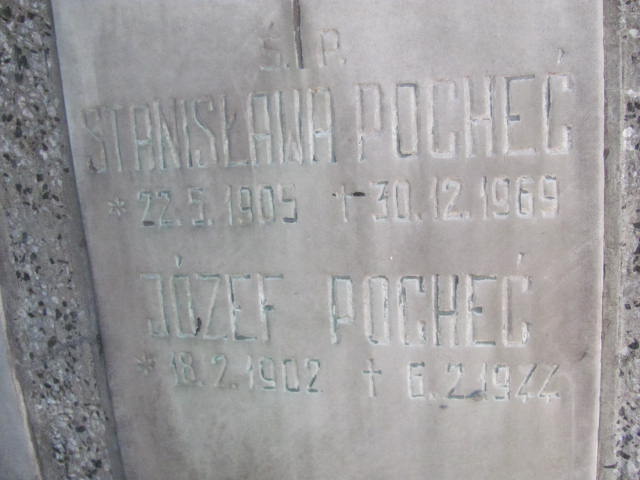 Ś. P.
STANISŁAWA POCHEĆ
* 22.5.1905 † 30.12.1969
JÓZEF POCHEĆ
* 18.2.1902 † 6.2.1944